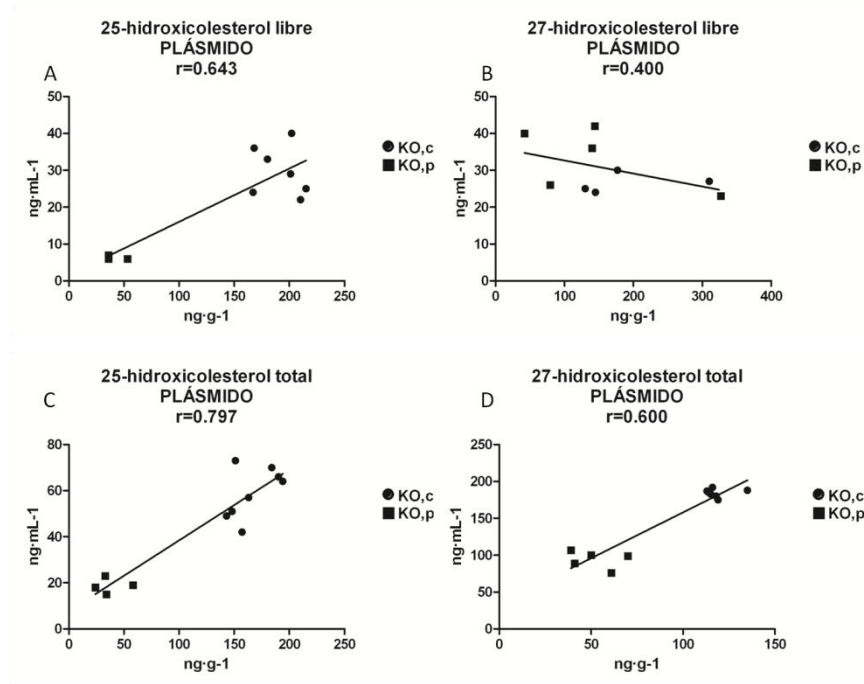 25-hidroxicolesterol libre
PLÁSMIDO
r=0.643
A
50
40
30
20
10
0
ng·mL-1
0 50 100 150 200 250
ng·g-1
KO,c
KO,p
27-hidroxicolesterol libre
PLÁSMIDO
r=0.400
B
50
40
30
20
10
0
ng·mL-1
0 100 200 300 400
ng·g-1
KO,c
KO,p
25-hidroxicolesterol total
PLÁSMIDO
r=0.797
C
80
60
40
20
0
ng·mL-1
0 50 100 150 200 250
ng·g-1
KO,c
KO,p
27-hidroxicolesterol total
PLÁSMIDO
r=0.600
D
250
200
150
100
50
0
ng·mL-1
0 50 100 150
ng·g-1
KO,c
KO,p